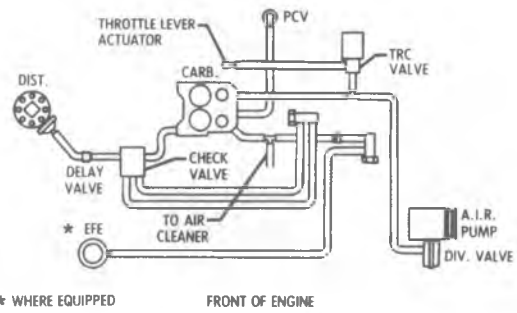 PCV
THROTTLE LEVER
ACTUATOR
TRC
VALVE
CARB.
DIST.
DELAY
VALVE
CHECK
VALVE
TO AIR
CLEANER
* EFE
A.I.R.
PUMP
DIV. VALVE
* WHERE EQUIPPED
FRONT OF ENGINE